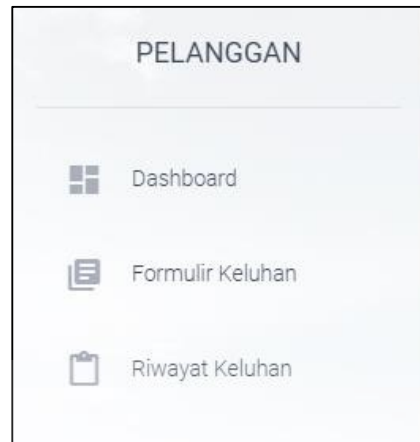 PELANGGAN
Dashboard
Formulir Keluhan
Riwayat Keluhan